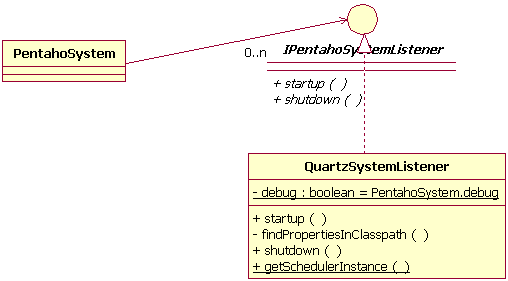 PentahoSystem
0..n
IPentahoSystemListener
+ startup ( )
+ shutdown ( )
QuartzSystemListener
- debug : boolean = PentahoSystem.debug
+ startup ( )
- findPropertiesInClasspath ( )
+ shutdown ( )
+ getSchedulerInstance ( )